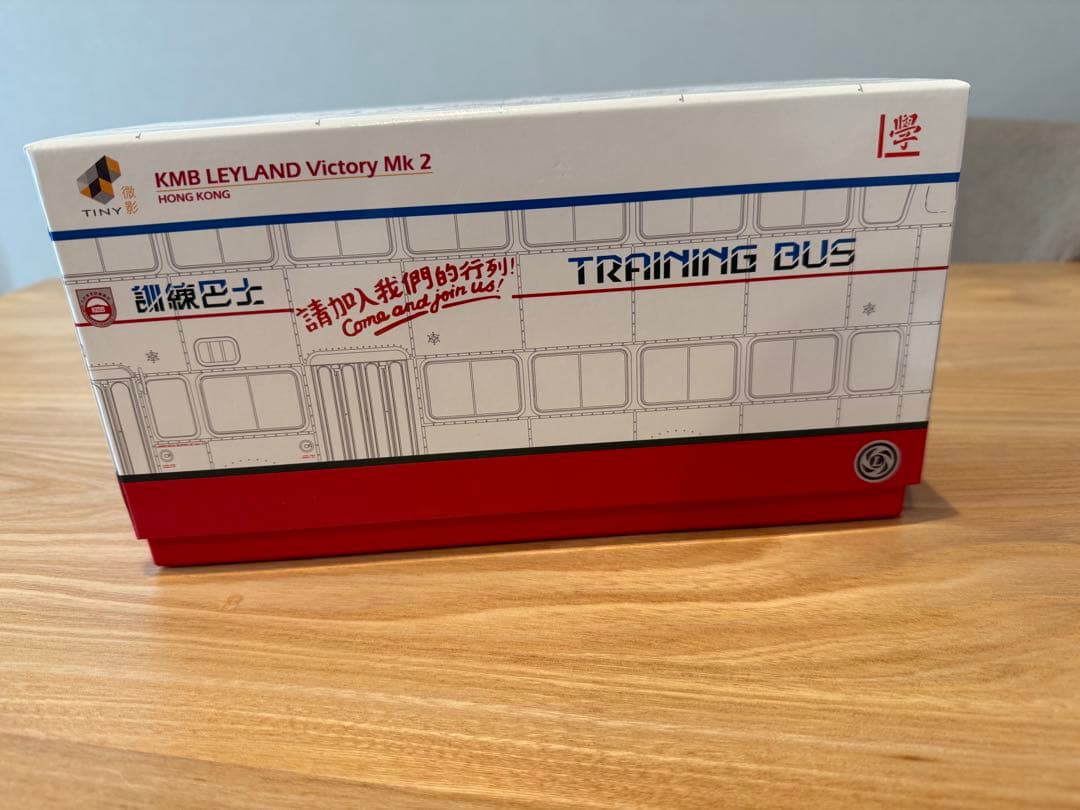 TINY 微影
KMB LEYLAND Victory Mk 2
HONG KONG
學
訓練巴士
請加入我們的行列!
Come and join us!
TRAINING BUS
L